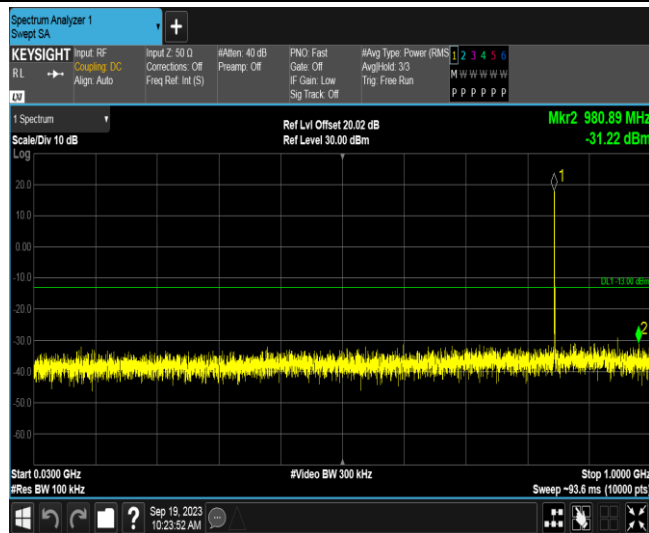 Spectrum Analyzer 1
Swept SA
+
KEYSIGHT
RL
Input: RF
Coupling: DC
Align: Auto
Input Z: 50 Ω
Corrections: Off
Freq Ref: Int (S)
#Atten: 40 dB
Preamp: Off
PNO: Fast
Gate: Off
IF Gain: Low
Sig Track: Off
#Avg Type: Power (RMS
Avg|Hold: 3/3
Trig: Free Run
1 2 3 4 5 6
M W W W W W
P P P P P P
LXI
1 Spectrum
Scale/Div 10 dB
Ref Lvl Offset 20.02 dB
Ref Level 30.00 dBm
Mkr2 980.89 MHz
-31.22 dBm
Log
1
20.0
10.0
0.00
-10.0
DL1 -13.00 dBm
-20.0
2
-30.0
-40.0
-50.0
-60.0
Start 0.0300 GHz
#Res BW 100 kHz
#Video BW 300 kHz
Stop 1.0000 GHz
Sweep ~93.6 ms (10000 pts)
?
Sep 19, 2023
10:23:52 AM